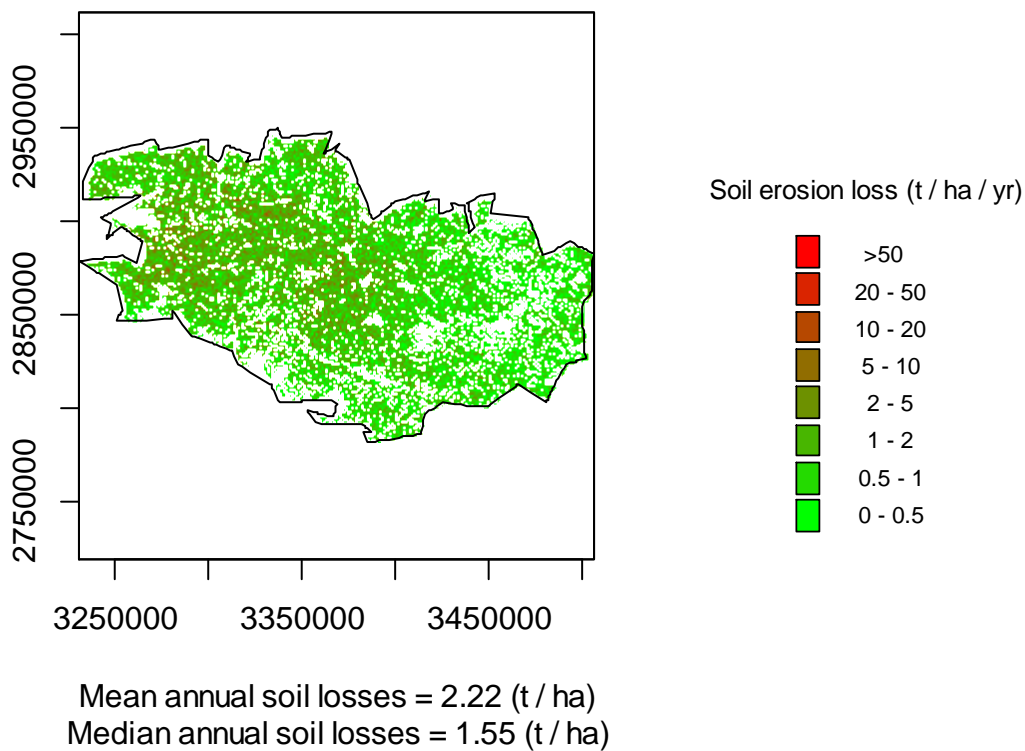 2950000
2850000
2750000
3250000 3350000 3450000
Soil erosion loss (t / ha / yr)
>50
20 - 50
10 - 20
5 - 10
2 - 5
1 - 2
0.5 - 1
0 - 0.5
Mean annual soil losses = 2.22 (t / ha)
Median annual soil losses = 1.55 (t / ha)